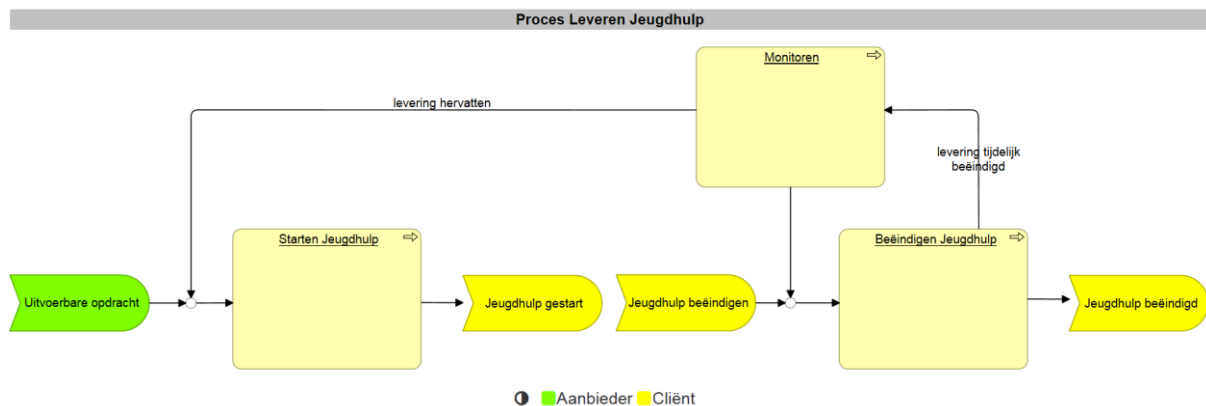 Proces Leveren Jeugdhulp
Monitoren
levering hervatten
levering tijdelijk
beëindigd
Starten Jeugdhulp
Beëindigen Jeugdhulp
Uitvoerbare opdracht
Jeugdhulp gestart
Jeugdhulp beëindigen
Jeugdhulp beëindigd
Aanbieder
Cliënt